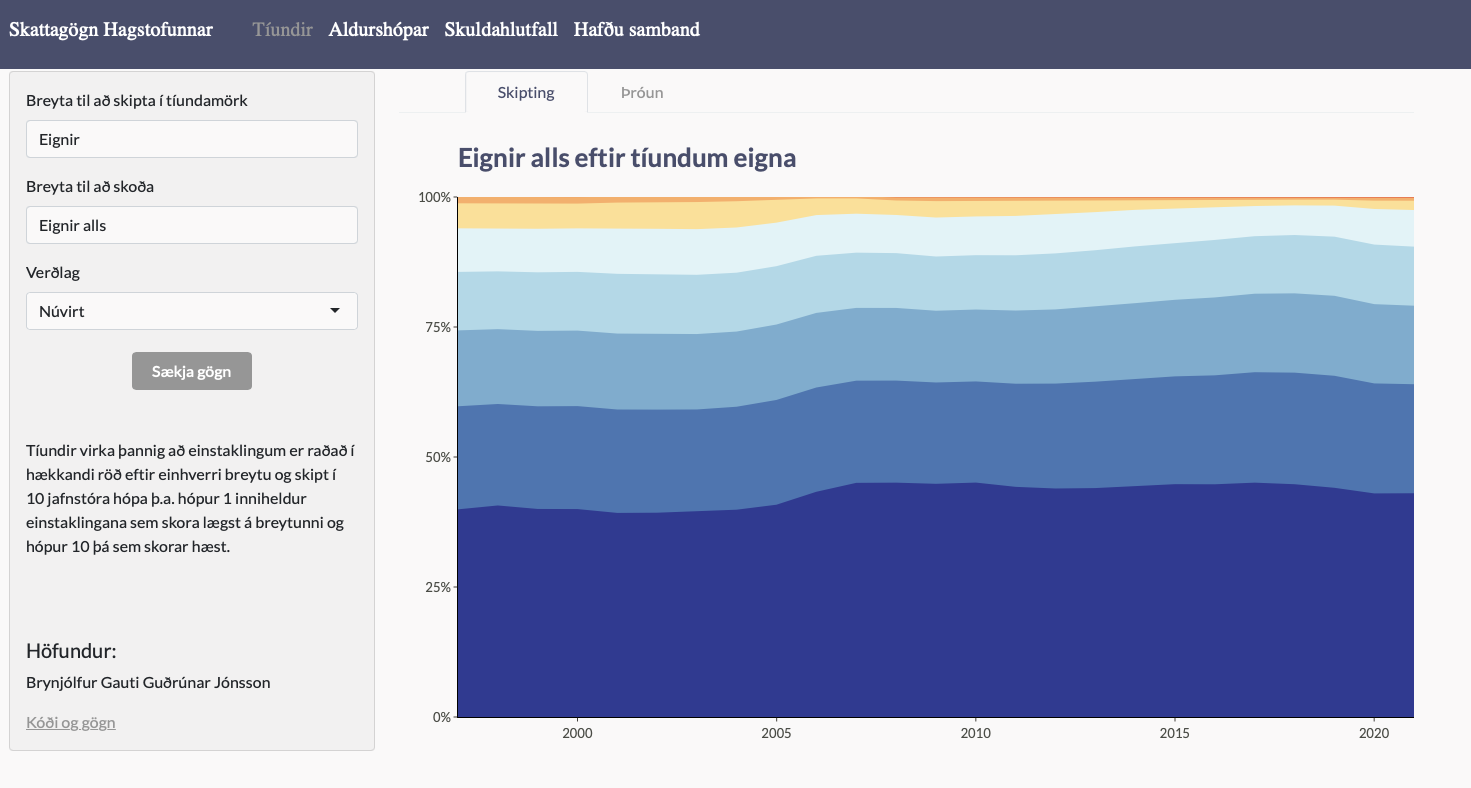 Skattagögn Hagstofunnar Tíundir Aldurshópar Skuldahlutfall Hafðu samband
Breyta til að skipta í tíundamörk
Eignir
Breyta til að skoða
Eignir alls
Verðlag
Núvirt
Sækja gögn
Tíundir virka þannig að einstaklingum er raðað í
hækkandi röð eftir einhverri breytu og skipt í
10 jafnstóra hópa þ.a. hópur 1 inniheldur
einstaklingana sem skora lægst á breytunni og
hópur 10 þá sem skorar hæst.
Höfundur:
Brynjólfur Gauti Guðrúnar Jónsson
Kóði og gögn
Skipting Þróun
Eignir alls eftir tíundum eigna
100%
75%
50%
25%
0%
2000 2005 2010 2015 2020